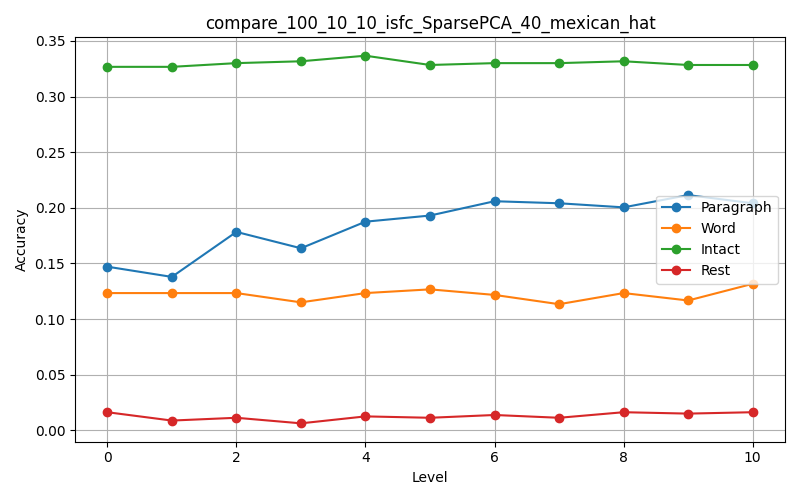 compare_100_10_10_isfc_SparsePCA_40_mexican_hat
0.35
0.30
0.25
0.20
0.15
0.10
0.05
0.00
Accuracy
Paragraph
Word
Intact
Rest
0 2 4 6 8 10
Level